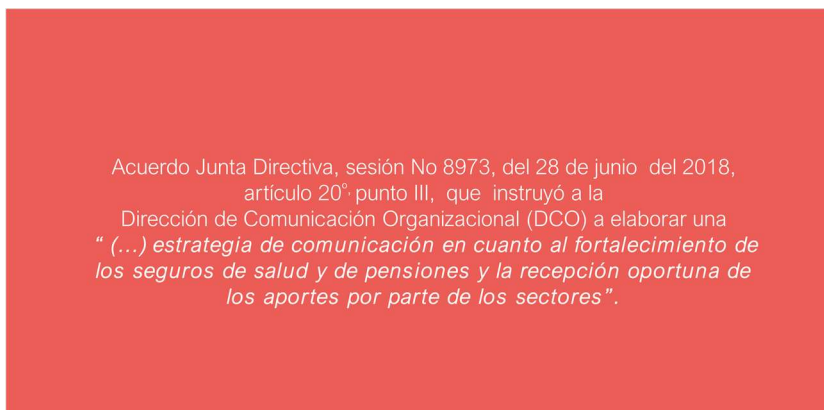 Acuerdo Junta Directiva, sesión No 8973, del 28 de junio del 2018,
artículo 20°, punto III, que instruyó a la
Dirección de Comunicación Organizacional (DCO) a elaborar una
“ (...) estrategia de comunicación en cuanto al fortalecimiento de
los seguros de salud y de pensiones y la recepción oportuna de
los aportes por parte de los sectores”.